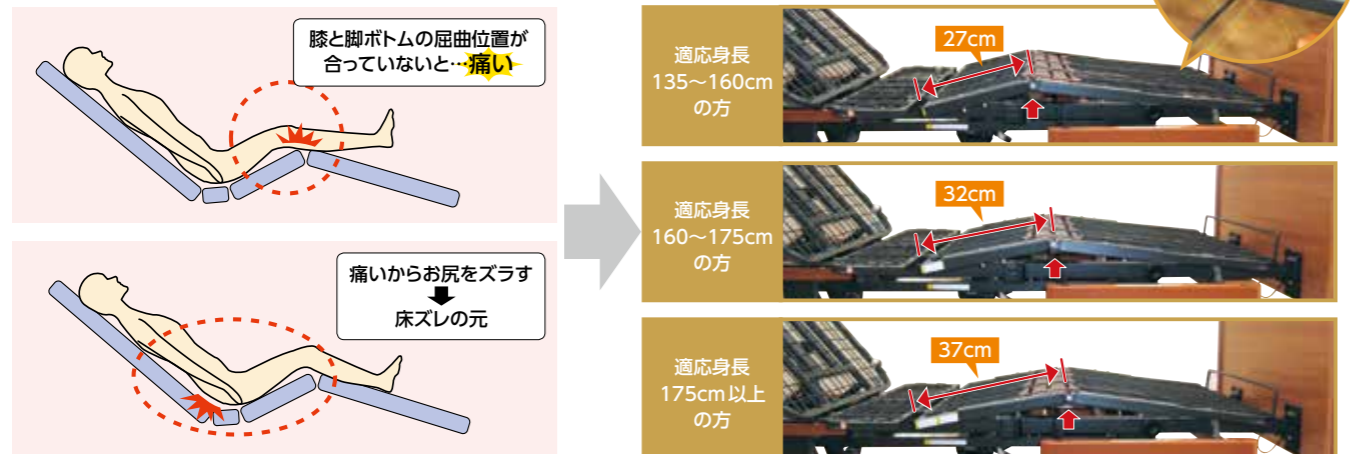 膝と脚ボトムの屈曲位置が
合っていないと…痛い
痛いからお尻をズラす
床ズレの元
適応身長
135〜160cm
の方
27cm
適応身長
160〜175cm
の方
32cm
適応身長
175cm以上
の方
37cm